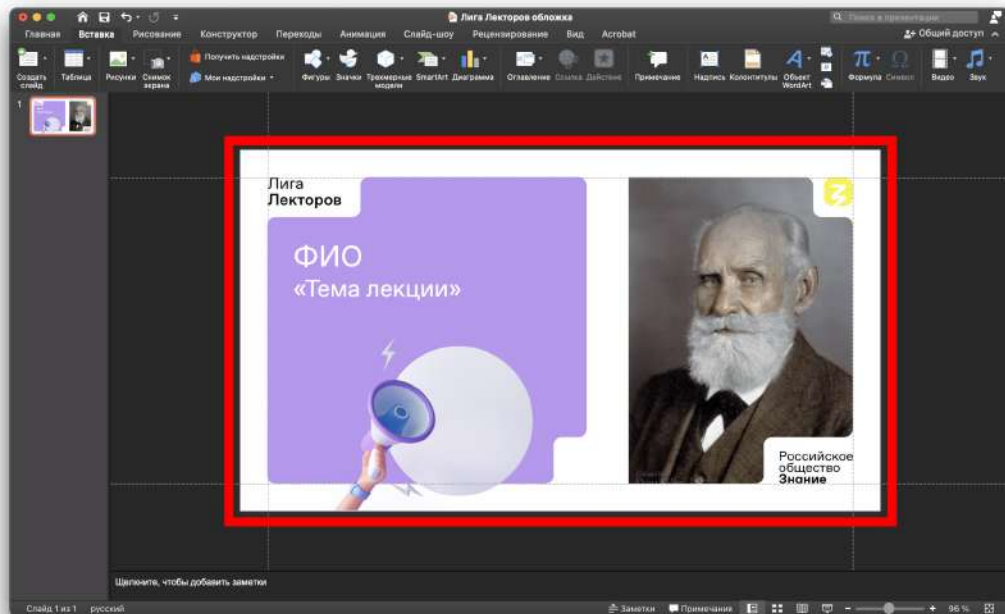 Лига Лекторов обложка
Поиск в презентации
Главная Вставка Рисование Конструктор Переходы Анимация Слайд-шоу Рецензирование Вид Acrobat Общий доступ
Создать слайд
Таблица
Рисунки
Снимок экрана
Получить надстройки
Мои надстройки
Фигуры
Значки
Трехмерные модели
SmartArt
Диаграмма
Оглавление
Ссылка
Действие
Примечание
Надпись
Колонтитулы
Объект WordArt
Формула
Символ
Видео
Звук
1
Лига
Лекторов
ФИО
«Тема лекции»
Российское
общество
Знание
Щелкните, чтобы добавить заметки
Слайд 1 из 1 русский Заметки Примечания 96 %